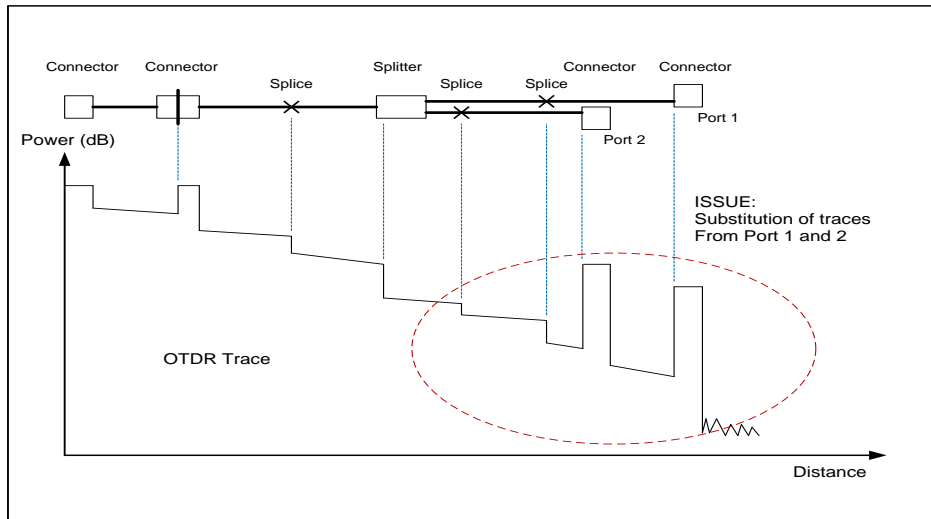 Connector Connector Splice Splitter Splice Splice Connector Connector
Port 1
Port 2
Power (dB)
ISSUE:
Substitution of traces
From Port 1 and 2
OTDR Trace
Distance